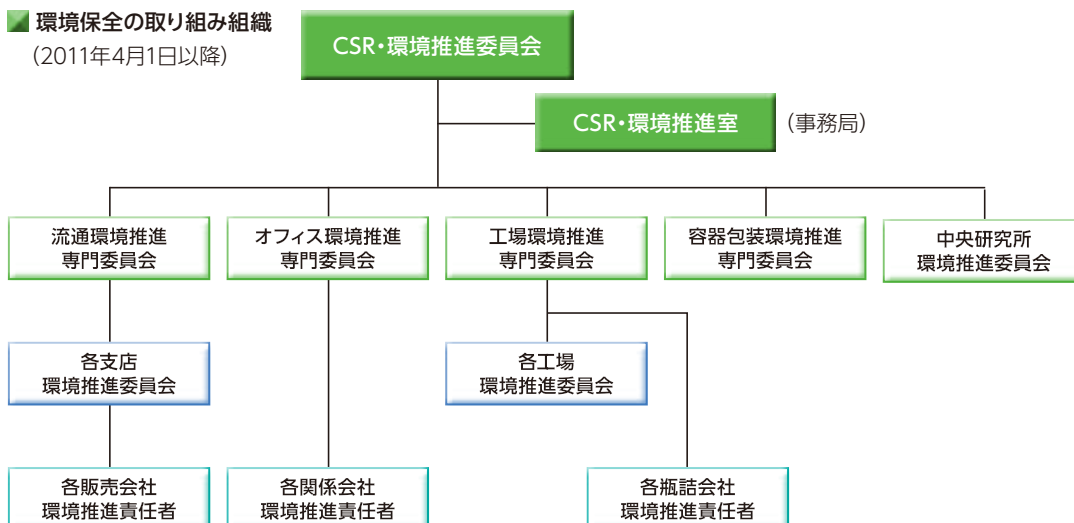 環境保全の取り組み組織
（2011年4月1日以降）
CSR・環境推進委員会
CSR・環境推進室
（事務局）
流通環境推進
専門委員会
オフィス環境推進
専門委員会
工場環境推進
専門委員会
容器包装環境推進
専門委員会
中央研究所
環境推進委員会
各支店
環境推進委員会
各工場
環境推進委員会
各販売会社
環境推進責任者
各関係会社
環境推進責任者
各瓶詰会社
環境推進責任者